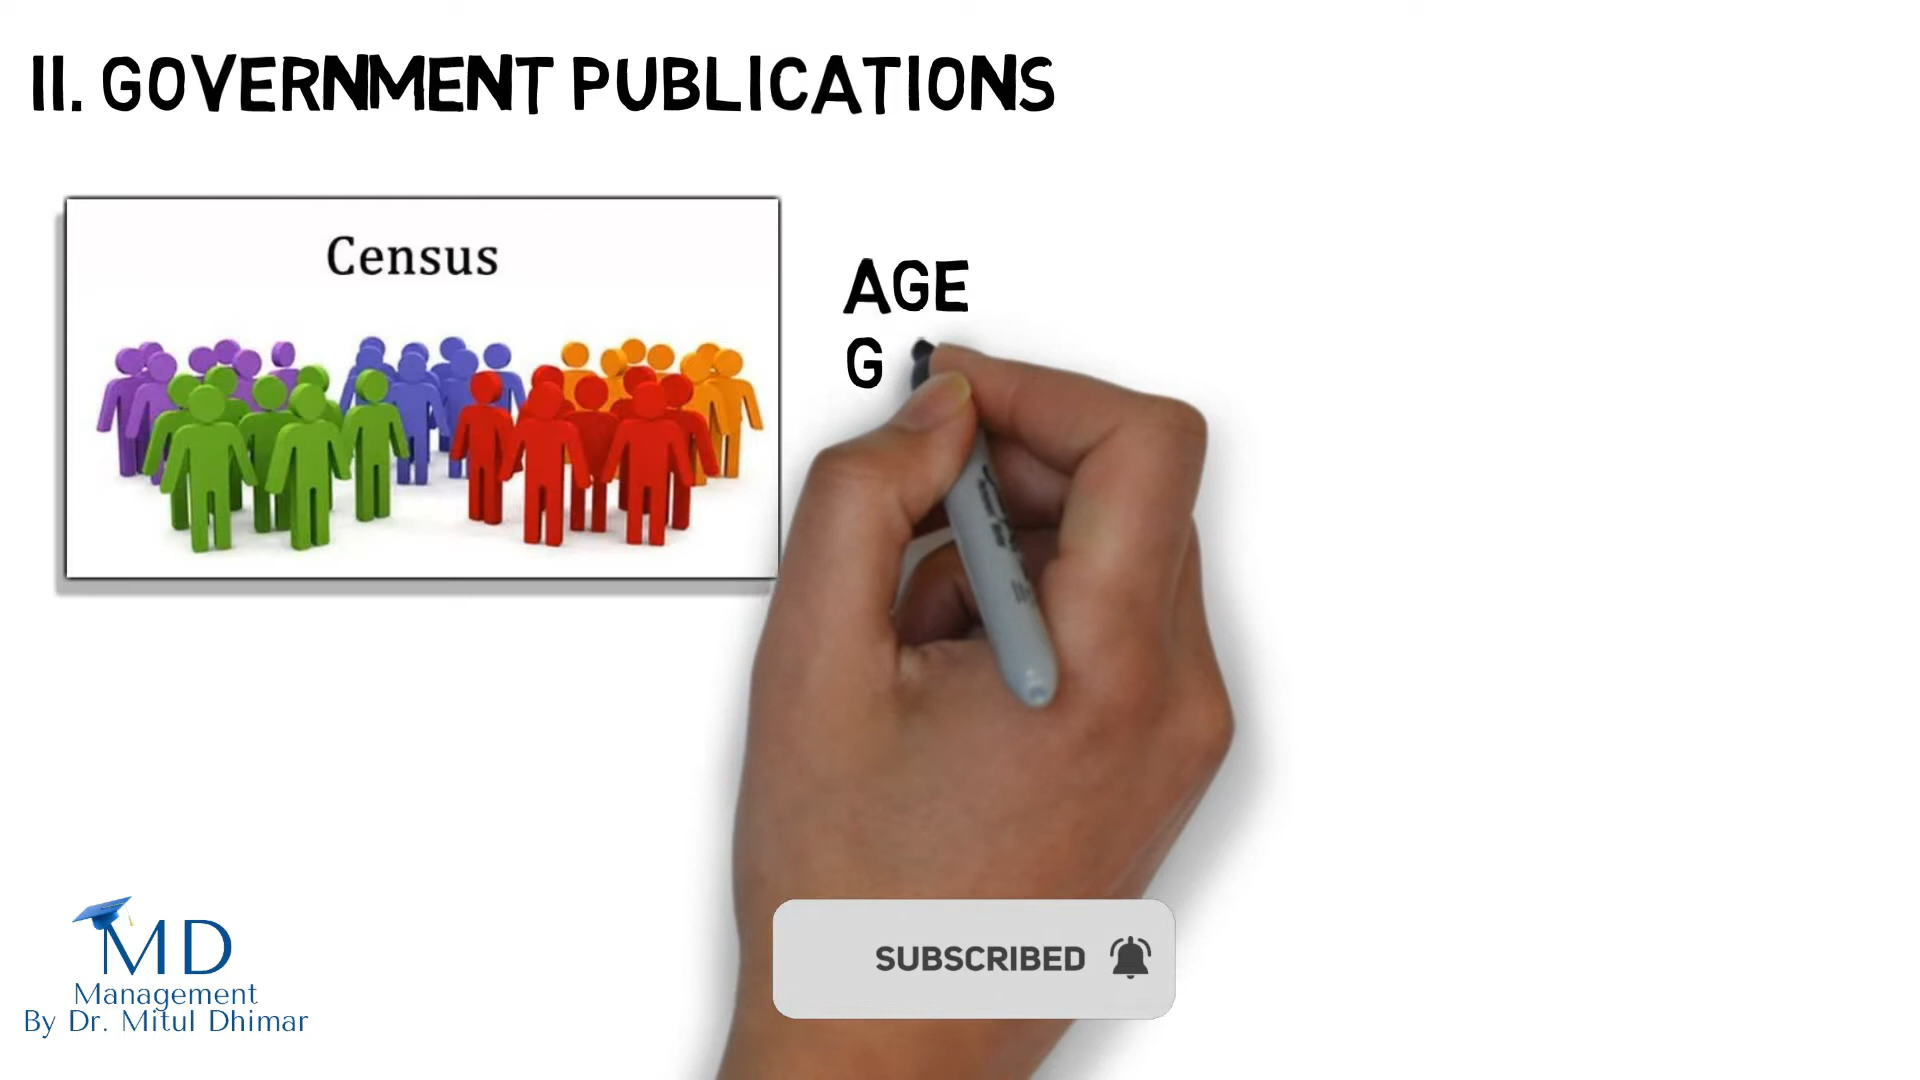 II. GOVERNMENT PUBLICATIONS
Census
AGE
G
SUBSCRIBED
MD
Management
By Dr. Mitul Dhimar